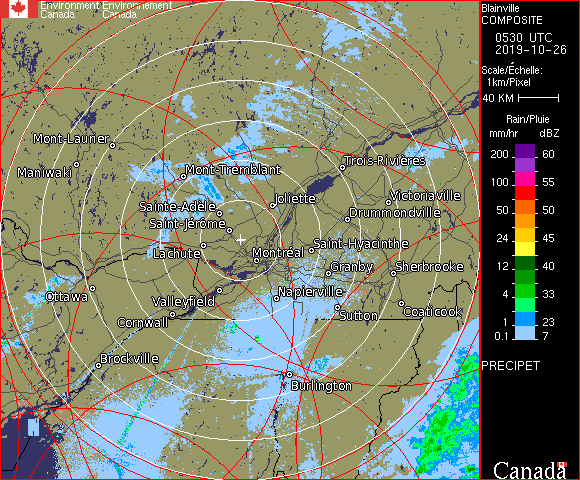 Environment Environnement
Canada Canada
Blainville
COMPOSITE
0530 UTC
2019-10-26
Scale/Échelle:
1km/Pixel
40 KM
Rain/Pluie
mm/hr dBZ
200 60
100 55
50 50
24 45
12 40
4 33
1 23
0.1 7
PRECIPET
Canada
Mont-Laurier
Maniwaki
Mont-Tremblant
Trois-Rivières
Sainte-Adèle
Joliette
Victoriaville
Drummondville
Saint-Jérôme
Lachute
Montréal
Saint-Hyacinthe
Granby
Sherbrooke
Ottawa
Valleyfield
Napierville
Cornwall
Sutton
Coaticook
Brockville
Burlington